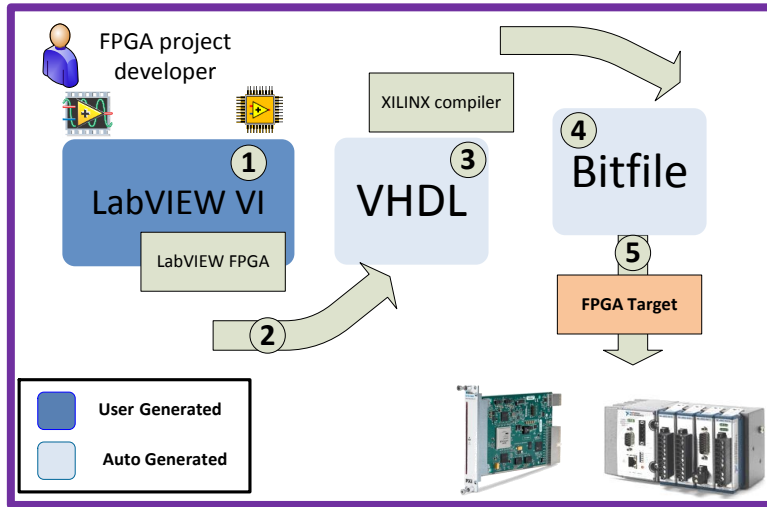 FPGA project
developer
XILINX compiler
1
LabVIEW VI
LabVIEW FPGA
2
3
VHDL
4
Bitfile
5
FPGA Target
User Generated
Auto Generated